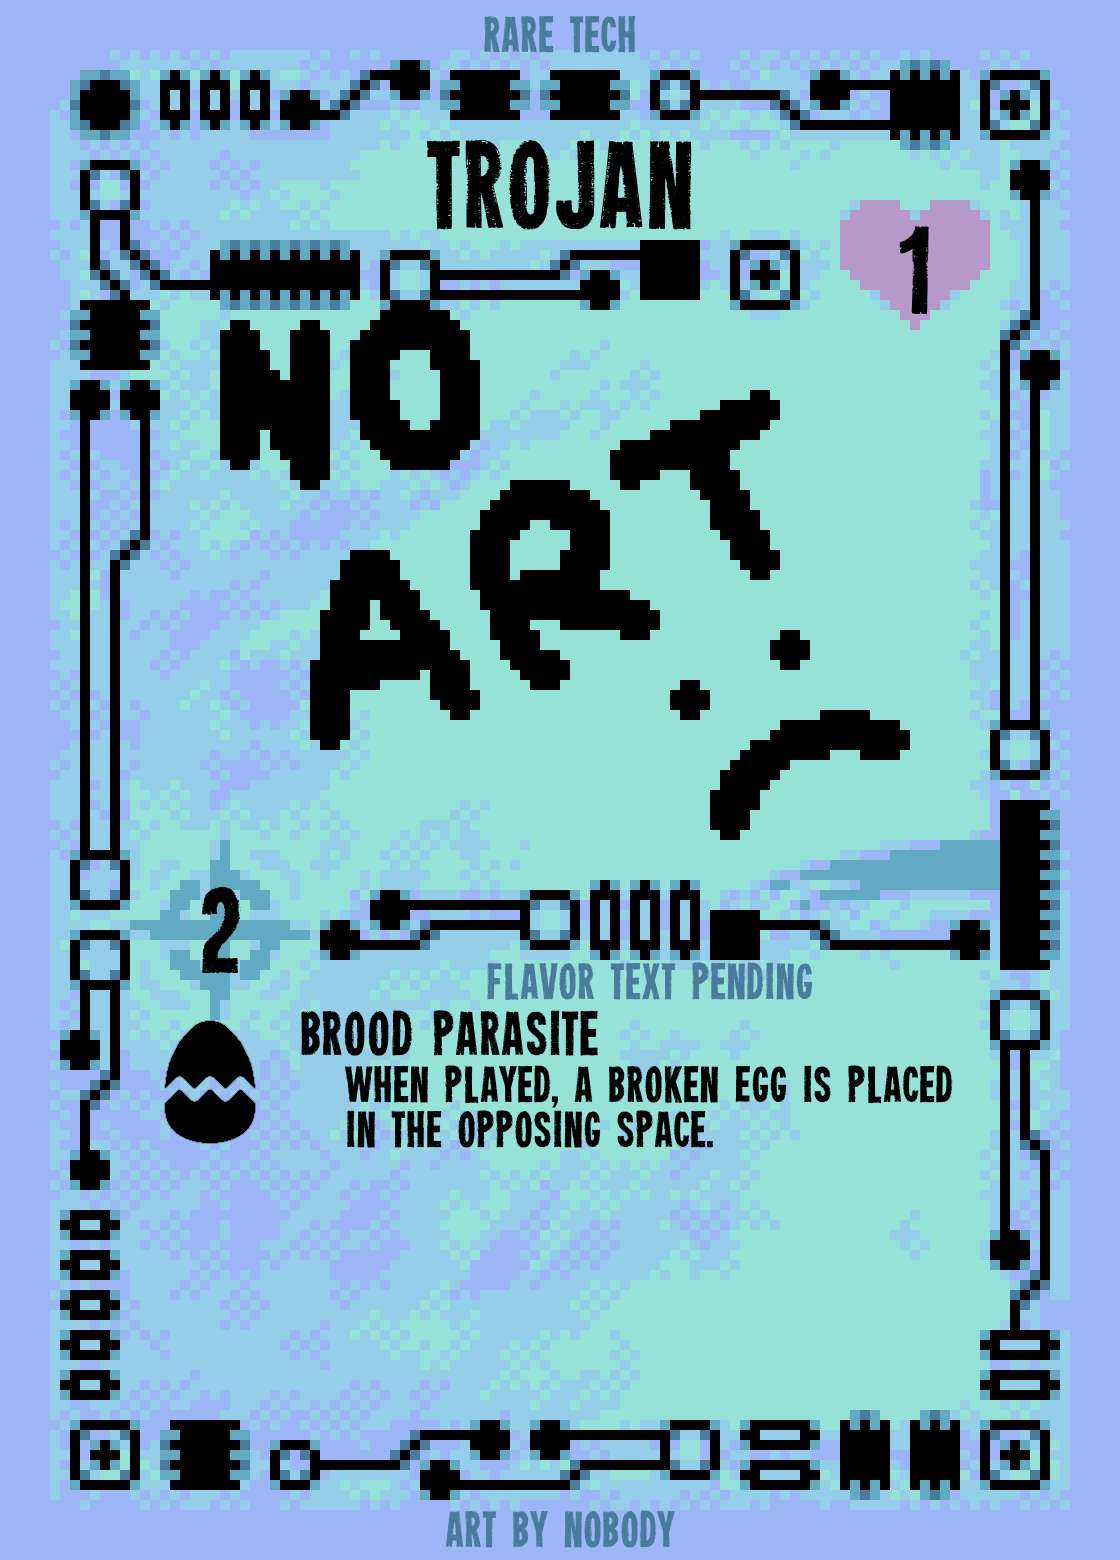 RARE TECH
TROJAN
1
NO
ART
:(
2
FLAVOR TEXT PENDING
BROOD PARASITE
WHEN PLAYED, A BROKEN EGG IS PLACED
IN THE OPPOSING SPACE.
ART BY NOBODY